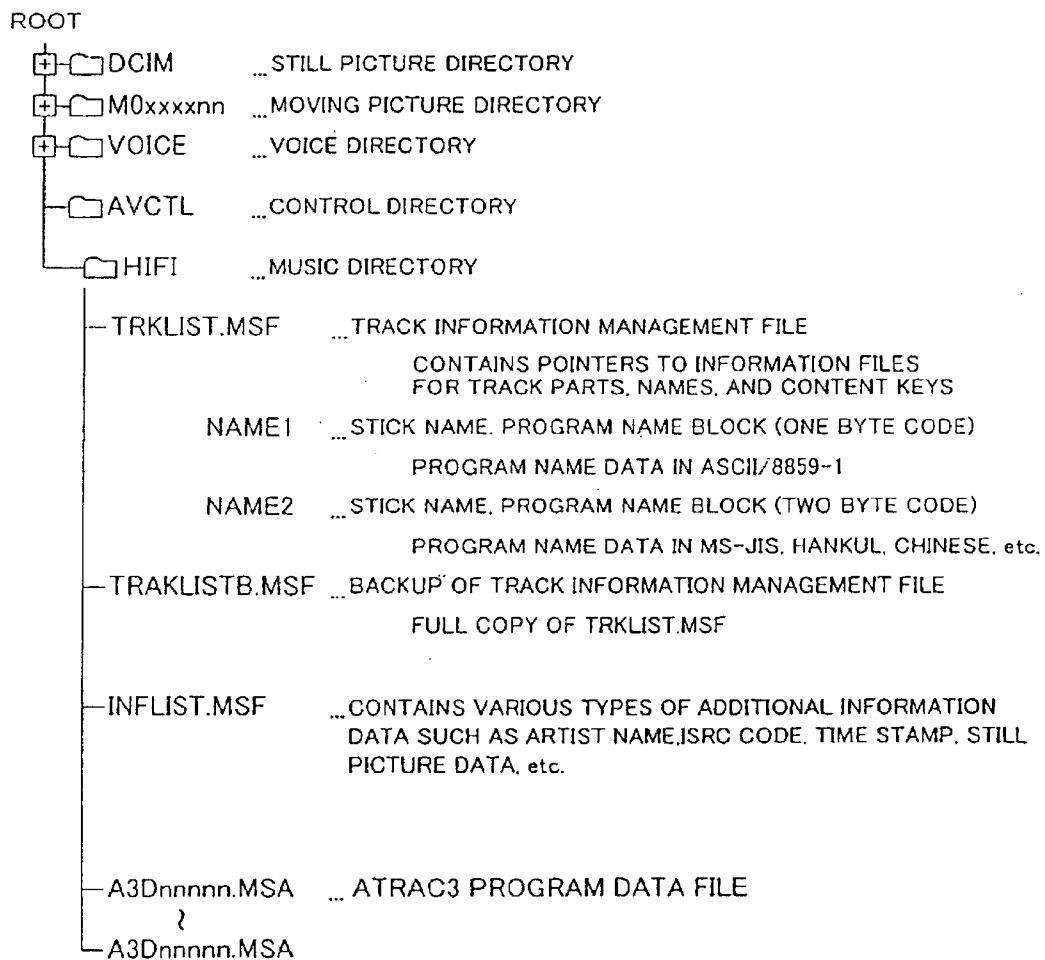 ROOT
DCIM ...STILL PICTURE DIRECTORY
M0xxxxnn ...MOVING PICTURE DIRECTORY
VOICE ...VOICE DIRECTORY
AVCTL ...CONTROL DIRECTORY
HIFI ...MUSIC DIRECTORY
TRKLIST.MSF ...TRACK INFORMATION MANAGEMENT FILE
CONTAINS POINTERS TO INFORMATION FILES
FOR TRACK PARTS, NAMES, AND CONTENT KEYS
NAME1 ...STICK NAME, PROGRAM NAME BLOCK (ONE BYTE CODE)
PROGRAM NAME DATA IN ASCII/8859-1
NAME2 ...STICK NAME, PROGRAM NAME BLOCK (TWO BYTE CODE)
PROGRAM NAME DATA IN MS-JIS, HANKUL, CHINESE, etc.
TRAKLISTB.MSF ...BACKUP OF TRACK INFORMATION MANAGEMENT FILE
FULL COPY OF TRKLIST.MSF
INFLIST.MSF ...CONTAINS VARIOUS TYPES OF ADDITIONAL INFORMATION
DATA SUCH AS ARTIST NAME,ISRC CODE, TIME STAMP, STILL
PICTURE DATA, etc.
A3Dnnnnn.MSA ... ATRAC3 PROGRAM DATA FILE
A3Dnnnnn.MSA